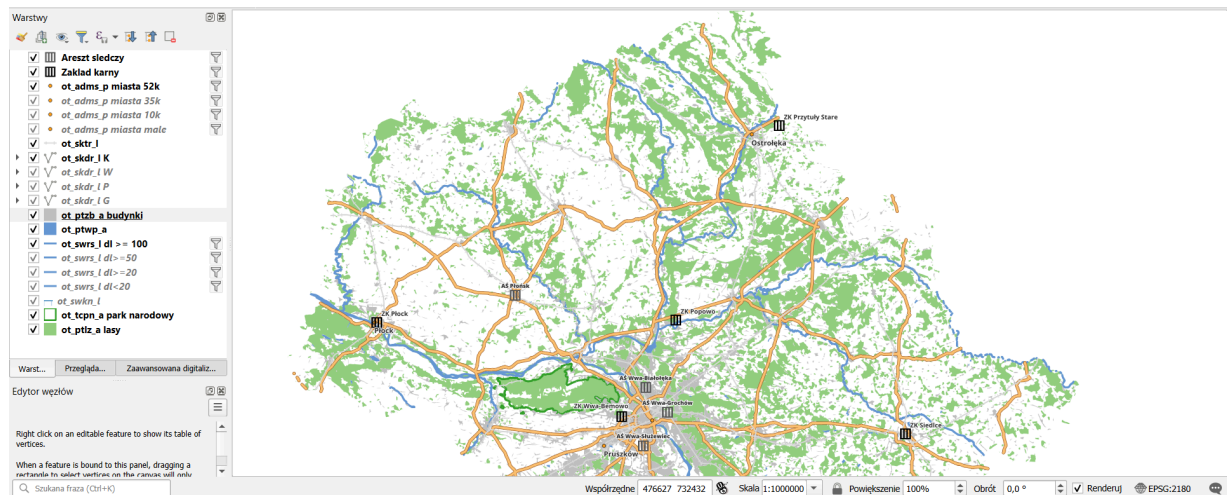 Warstwy
Areszt sledczy
Zaklad karny
ot_adms_p miasta 52k
ot_adms_p miasta 35k
ot_adms_p miasta 10k
ot_adms_p miasta male
ot_sktr_l
ot_skdr_l K
ot_skdr_l W
ot_skdr_l P
ot_skdr_l G
ot_ptzb_a budynki
ot_ptwp_a
ot_swrs_l dl >= 100
ot_swrs_l dl>=50
ot_swrs_l dl>=20
ot_swrs_l dl<20
ot_swkn_l
ot_tcpn_a park narodowy
ot_ptlz_a lasy
Warst...
Przegląda...
Zaawansowana digitaliz...
Edytor węzłów
Right click on an editable feature to show its table of
vertices.
When a feature is bound to this panel, dragging a
rectangle to select vertices on the canvas will only
ZK Przytuły Stare
Ostrołęka
AŚ Płońsk
ZK Płock
Płock
ZK Popowo
AŚ Wwa-Białołęka
ZK Wwa-Bemowo
AŚ Wwa-Grochów
AŚ Wwa-Służewiec
Pruszków
ZK Siedlce
Szukana fraza (Ctrl+K)
Współrzędne 476627 732432
Skala 1:1000000
Powiększenie 100%
Obrót 0,0 °
Renderuj
EPSG:2180